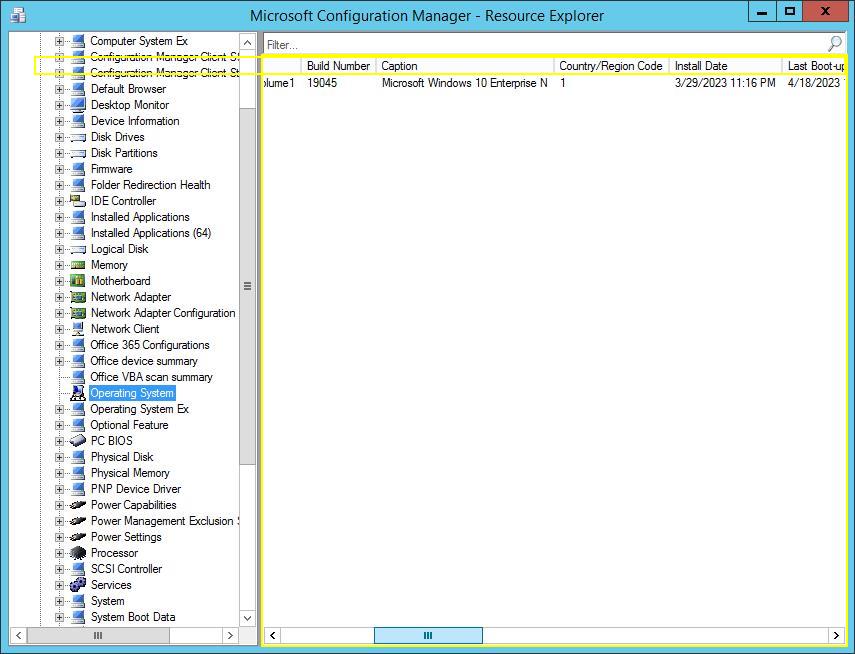 Microsoft Configuration Manager - Resource Explorer
X
Computer System Ex
Configuration Manager Client S
Configuration Manager Client St
Default Browser
Desktop Monitor
Device Information
Disk Drives
Disk Partitions
Firmware
Folder Redirection Health
IDE Controller
Installed Applications
Installed Applications (64)
Logical Disk
Memory
Motherboard
Network Adapter
Network Adapter Configuration
Network Client
Office 365 Configurations
Office device summary
Office VBA scan summary
Operating System
Operating System Ex
Optional Feature
PC BIOS
Physical Disk
Physical Memory
PNP Device Driver
Power Capabilities
Power Management Exclusion S
Power Settings
Processor
SCSI Controller
Services
System
System Boot Data
Filter...
Build Number Caption Country/Region Code Install Date Last Boot-up
olume1 19045 Microsoft Windows 10 Enterprise N 1 3/29/2023 11:16 PM 4/18/2023